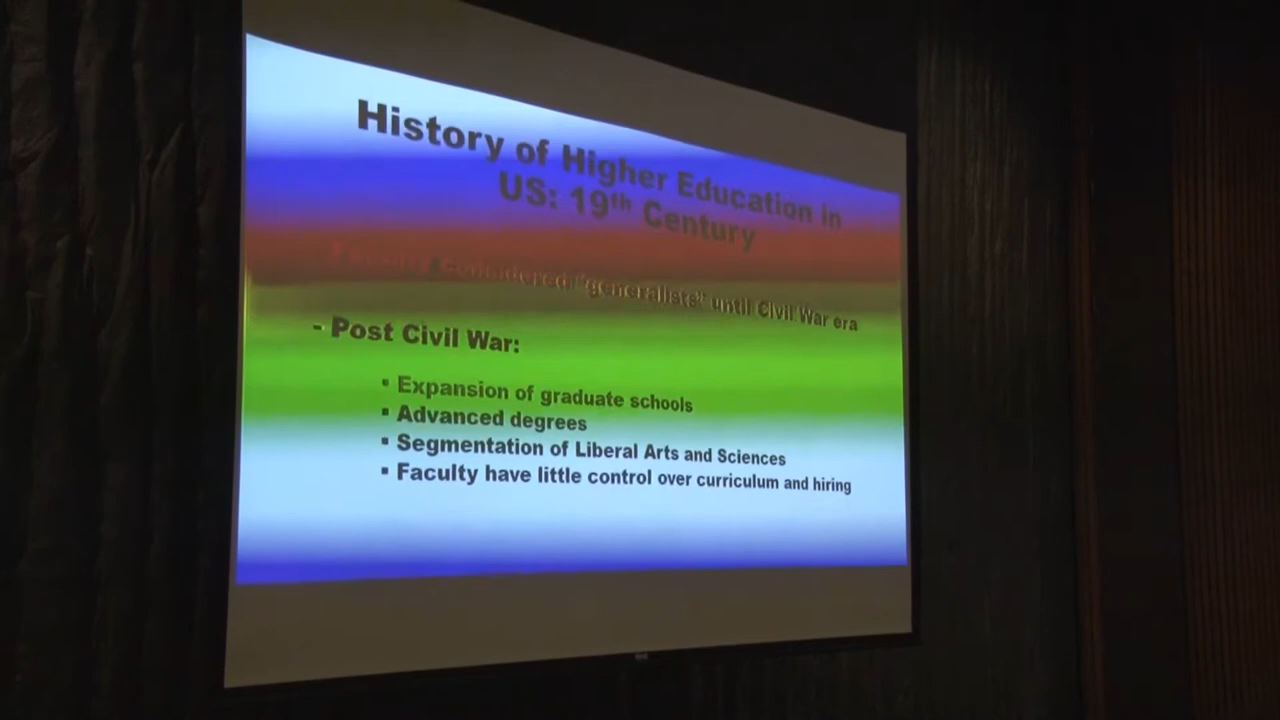 History of Higher Education in
US: 19th Century
- Faculty considered "generalists" until Civil War era
- Post Civil War:
▪ Expansion of graduate schools
▪ Advanced degrees
▪ Segmentation of Liberal Arts and Sciences
▪ Faculty have little control over curriculum and hiring